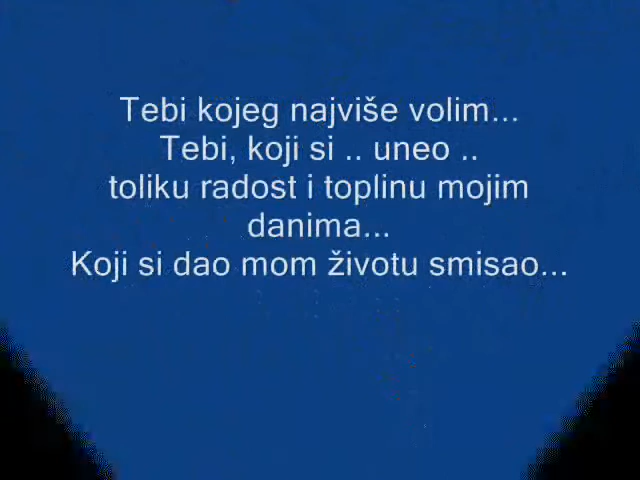 Tebi kojeg najviše volim...
Tebi, koji si .. uneo ..
toliku radost i toplinu mojim
danima...
Koji si dao mom životu smisao...